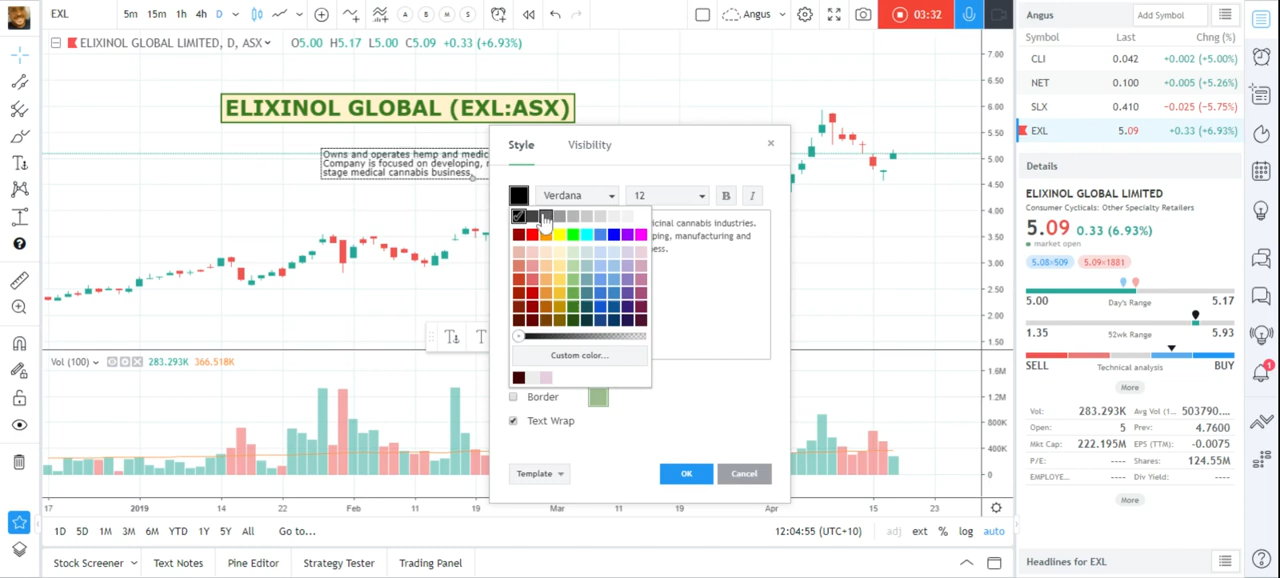 EXL 5m 15m 1h 4h D A B M S Angus 03:32
ELIXINOL GLOBAL LIMITED, D, ASX O5.00 H5.17 L5.00 C5.09 +0.33 (+6.93%)
ELIXINOL GLOBAL (EXL:ASX)
Owns and operates hemp and medic
Company is focused on developing,
stage medical cannabis business.
Style Visibility
Verdana 12 B I
icinal cannabis industries.
ping, manufacturing and
ess.
Custom color...
Border
Text Wrap
Template OK Cancel
7.00
6.50
6.00
5.50
5.00
4.50
4.00
3.50
3.00
2.50
2.00
1.50
Vol (100) 283.293K 366.518K
1.6M
1.2M
800K
400K
0
17 2019 14 22 Feb 11 19 Mar 11 19 Apr 15 23
1D 5D 1M 3M 6M YTD 1Y 5Y All Go to... 12:04:55 (UTC+10) adj ext % log auto
Stock Screener Text Notes Pine Editor Strategy Tester Trading Panel
Angus Add Symbol
Symbol Last Chng (%)
CLI 0.042 +0.002 (+5.00%)
NET 0.100 +0.005 (+5.26%)
SLX 0.410 −0.025 (−5.75%)
EXL 5.09 +0.33 (+6.93%)
Details
ELIXINOL GLOBAL LIMITED
Consumer Cyclicals: Other Specialty Retailers
5.09 0.33 (6.93%)
market open
5.08×509 5.09×1881
5.00 Day's Range 5.17
1.35 52wk Range 5.93
SELL Technical analysis BUY
More
Vol: 283.293K Avg Vol (1... 503790....
Open: 5 Prev: 4.7600
Mkt Cap: 222.195M EPS (TTM): -0.0075
P/E: ---- Shares: 124.55M
EMPLOYE... ---- Div Yield: ----
More
Headlines for EXL
1